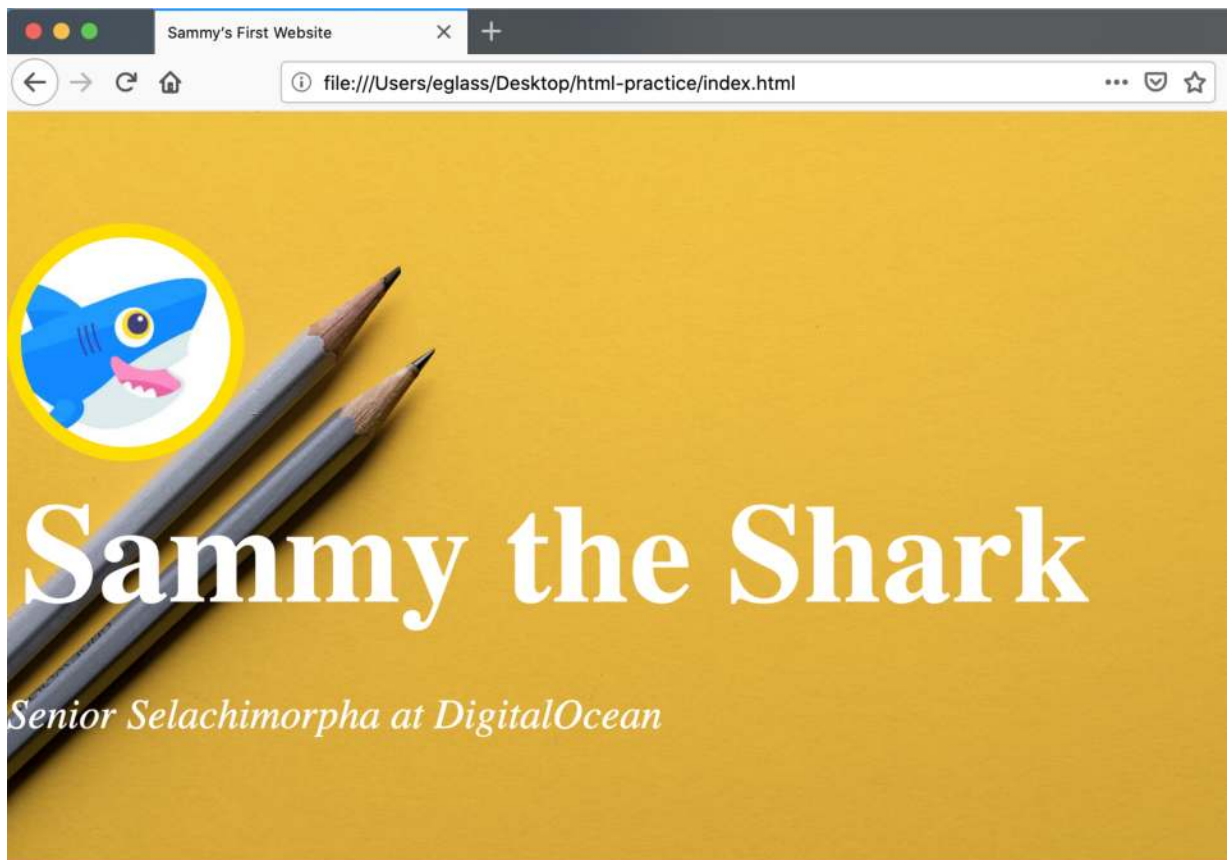 Sammy's First Website
file:///Users/eglass/Desktop/html-practice/index.html
Sammy the Shark
Senior Selachimorpha at DigitalOcean